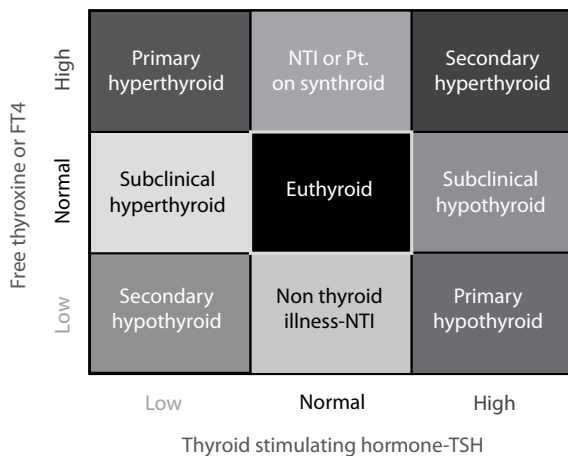 Free thyroxine or FT4
High
Primary
hyperthyroid
NTI or Pt.
on synthroid
Secondary
hyperthyroid
Normal
Subclinical
hyperthyroid
Euthyroid
Subclinical
hypothyroid
Low
Secondary
hypothyroid
Non thyroid
illness-NTI
Primary
hypothyroid
Low
Normal
High
Thyroid stimulating hormone-TSH